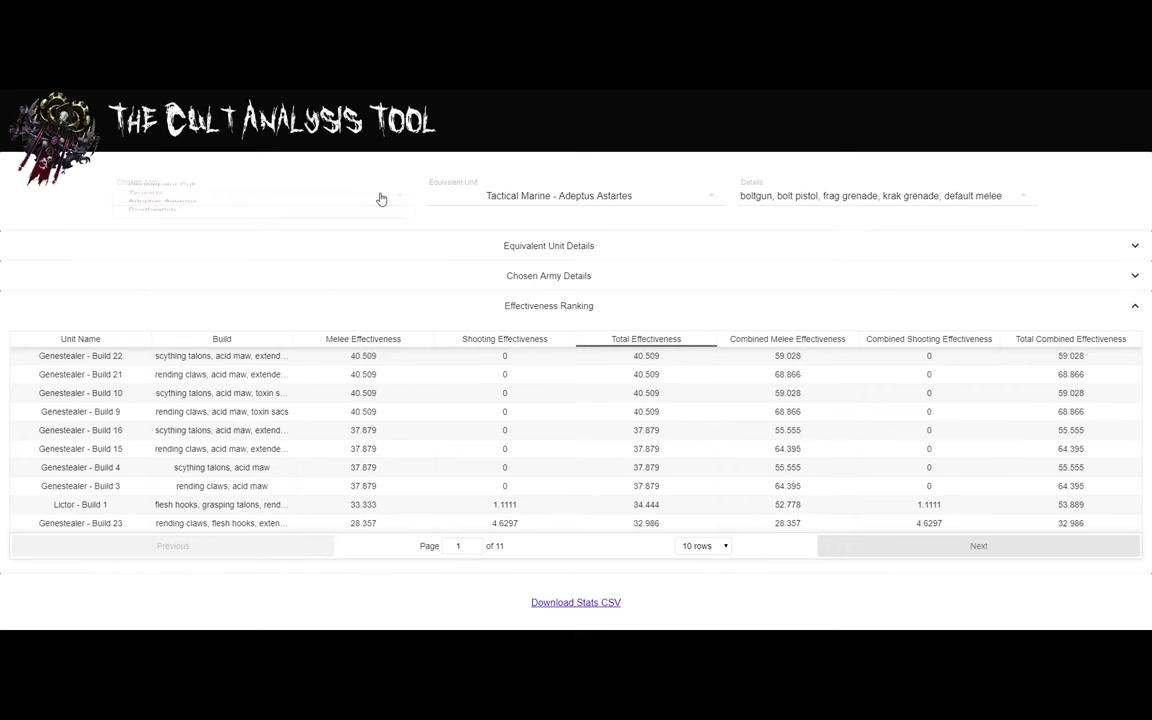 THE CULT ANALYSIS TOOL
Chosen Army
Equivalent Unit
Details
Tactical Marine - Adeptus Astartes
boltgun, bolt pistol, frag grenade, krak grenade, default melee
Equivalent Unit Details
Chosen Army Details
Effectiveness Ranking
Unit Name Build Melee Effectiveness Shooting Effectiveness Total Effectiveness Combined Melee Effectiveness Combined Shooting Effectiveness Total Combined Effectiveness
Genestealer - Build 22 scything talons, acid maw, extend... 40.509 0 40.509 59.028 0 59.028
Genestealer - Build 21 rending claws, acid maw, extende... 40.509 0 40.509 68.866 0 68.866
Genestealer - Build 10 scything talons, acid maw, toxin s... 40.509 0 40.509 59.028 0 59.028
Genestealer - Build 9 rending claws, acid maw, toxin sacs 40.509 0 40.509 68.866 0 68.866
Genestealer - Build 16 scything talons, acid maw, extend... 37.879 0 37.879 55.555 0 55.555
Genestealer - Build 15 rending claws, acid maw, extende... 37.879 0 37.879 64.395 0 64.395
Genestealer - Build 4 scything talons, acid maw 37.879 0 37.879 55.555 0 55.555
Genestealer - Build 3 rending claws, acid maw 37.879 0 37.879 64.395 0 64.395
Lictor - Build 1 flesh hooks, grasping talons, rend... 33.333 1.1111 34.444 52.778 1.1111 53.889
Genestealer - Build 23 rending claws, flesh hooks, exten... 28.357 4.6297 32.986 28.357 4.6297 32.986
Previous Page 1 of 11 10 rows Next
Download Stats CSV